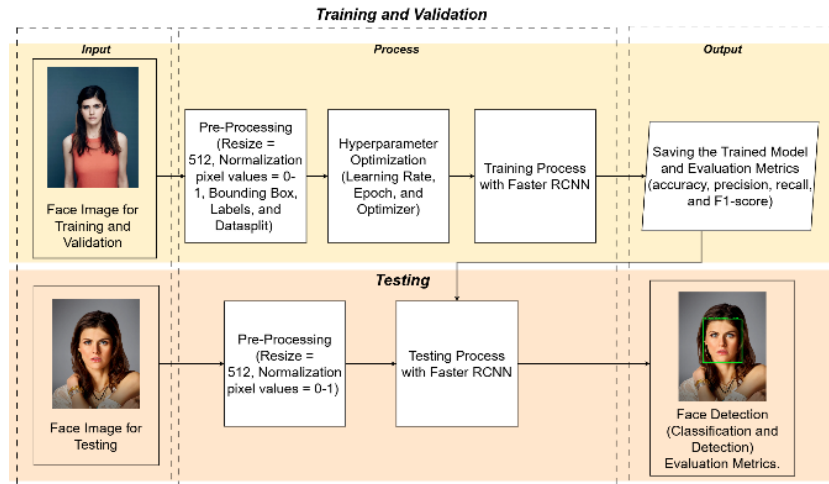 Training and Validation
Input
Process
Output
Face Image for
Training and
Validation
Pre-Processing
(Resize =
512, Normalization
pixel values = 0-
1, Bounding Box,
Labels, and
Datasplit)
Hyperparameter
Optimization
(Learning Rate,
Epoch, and
Optimizer)
Training Process
with Faster RCNN
Saving the Trained Model
and Evaluation Metrics
(accuracy, precision, recall,
and F1-score)
Testing
Face Image for
Testing
Pre-Processing
(Resize =
512, Normalization
pixel values = 0-1)
Testing Process
with Faster RCNN
Face Detection
(Classification and
Detection)
Evaluation Metrics.